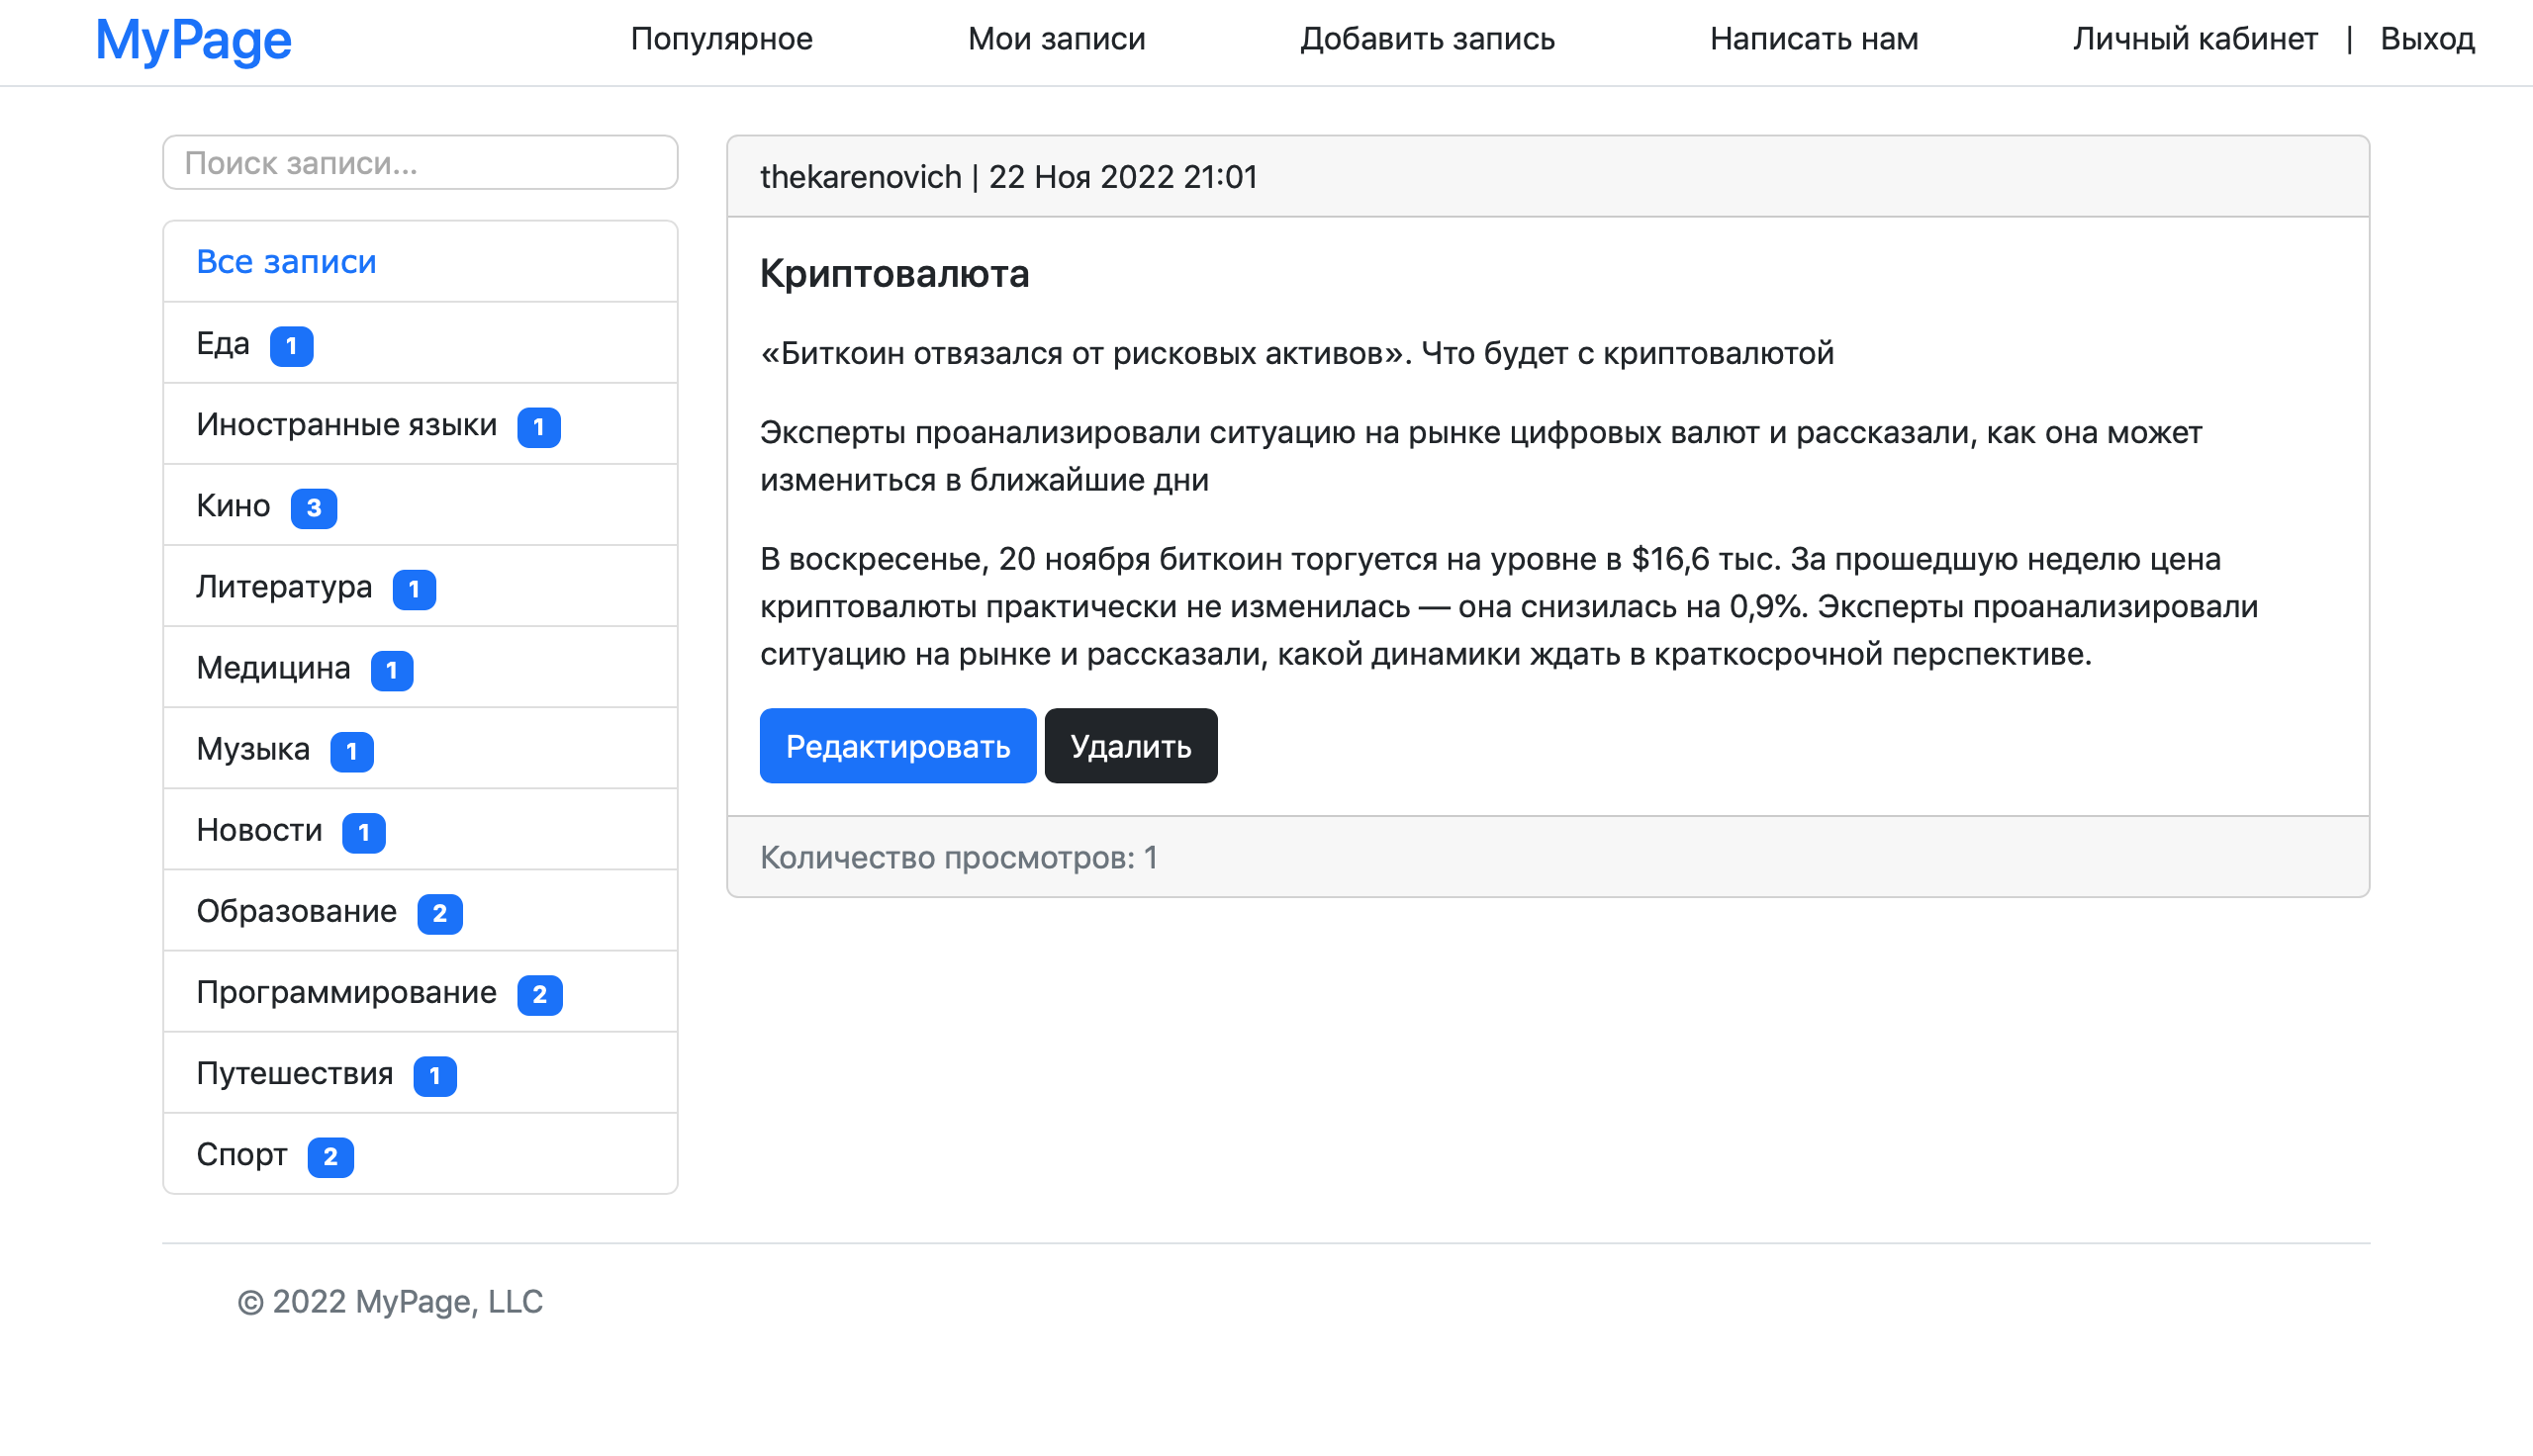 MyPage
Популярное
Мои записи
Добавить запись
Написать нам
Личный кабинет | Выход
Поиск записи...
Все записи
Еда 1
Иностранные языки 1
Кино 3
Литература 1
Медицина 1
Музыка 1
Новости 1
Образование 2
Программирование 2
Путешествия 1
Спорт 2
thekarenovich | 22 Ноя 2022 21:01
Криптовалюта
«Биткоин отвязался от рисковых активов». Что будет с криптовалютой
Эксперты проанализировали ситуацию на рынке цифровых валют и рассказали, как она может
измениться в ближайшие дни
В воскресенье, 20 ноября биткоин торгуется на уровне в $16,6 тыс. За прошедшую неделю цена
криптовалюты практически не изменилась — она снизилась на 0,9%. Эксперты проанализировали
ситуацию на рынке и рассказали, какой динамики ждать в краткосрочной перспективе.
Редактировать
Удалить
Количество просмотров: 1
© 2022 MyPage, LLC